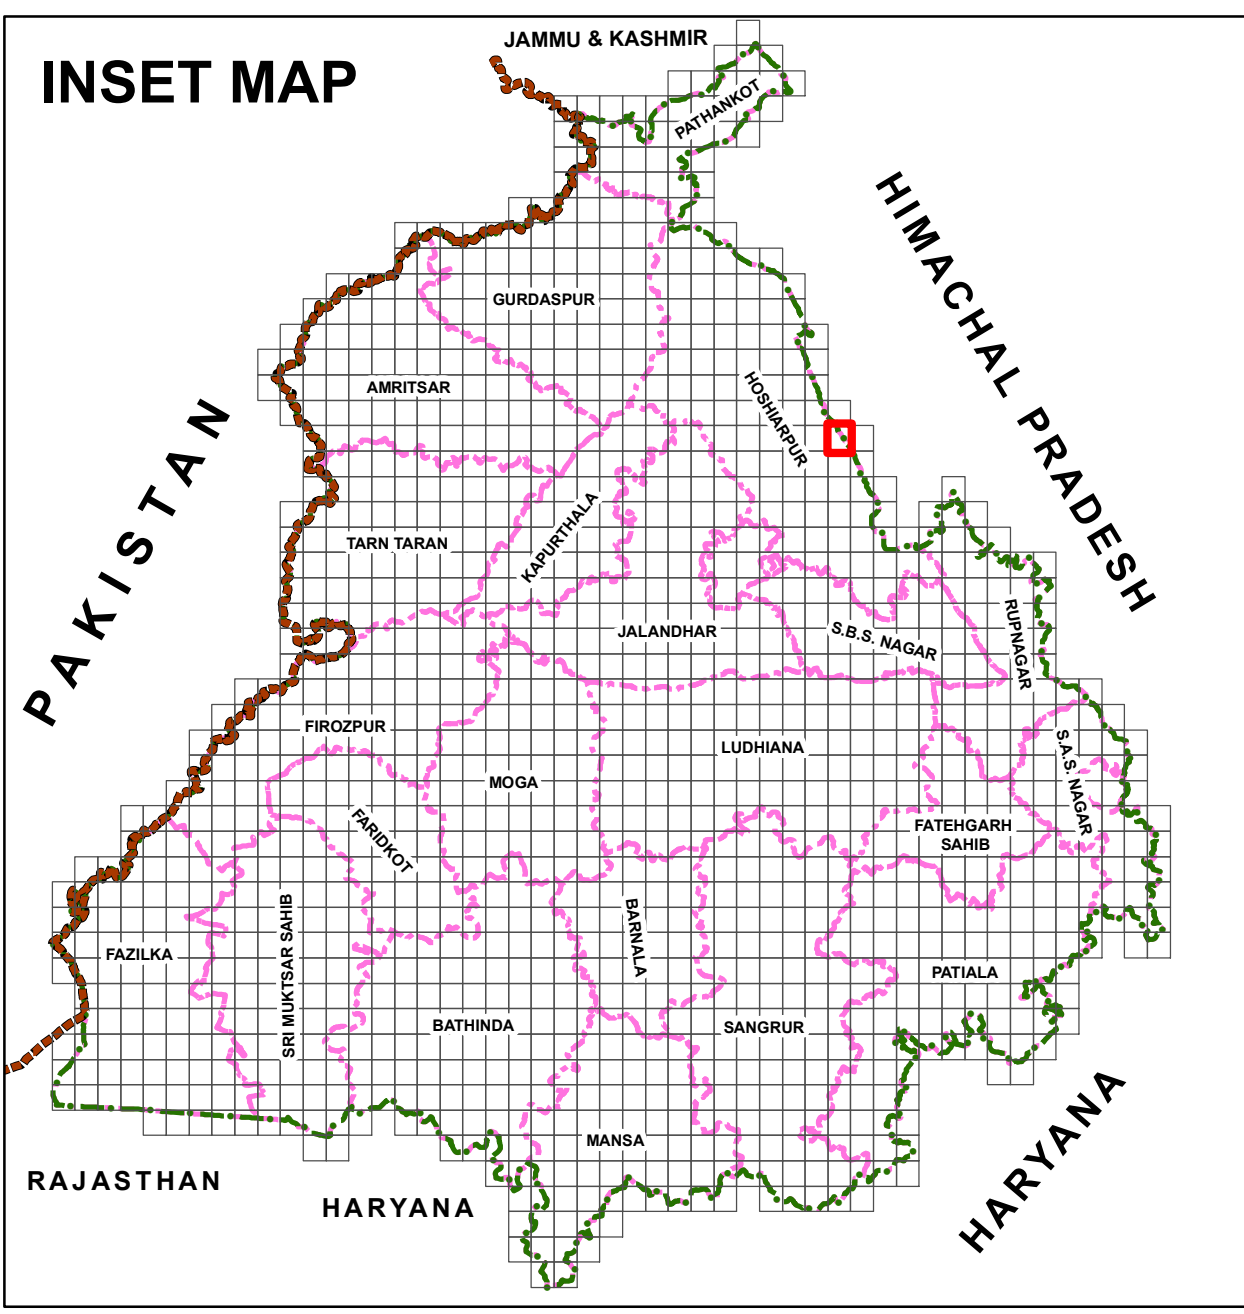 JAMMU & KASHMIR
INSET MAP
PATHANKOT
HIMACHAL PRADESH
GURDASPUR
AMRITSAR
HOSHIARPUR
PAKISTAN
KAPURTHALA
TARN TARAN
JALANDHAR
S.B.S. NAGAR
RUPNAGAR
FIROZPUR
LUDHIANA
S.A.S. NAGAR
MOGA
FARIDKOT
FATEHGARH
SAHIB
SRI MUKTSAR SAHIB
BARNALA
FAZILKA
PATIALA
BATHINDA
SANGRUR
MANSA
HARYANA
RAJASTHAN
HARYANA